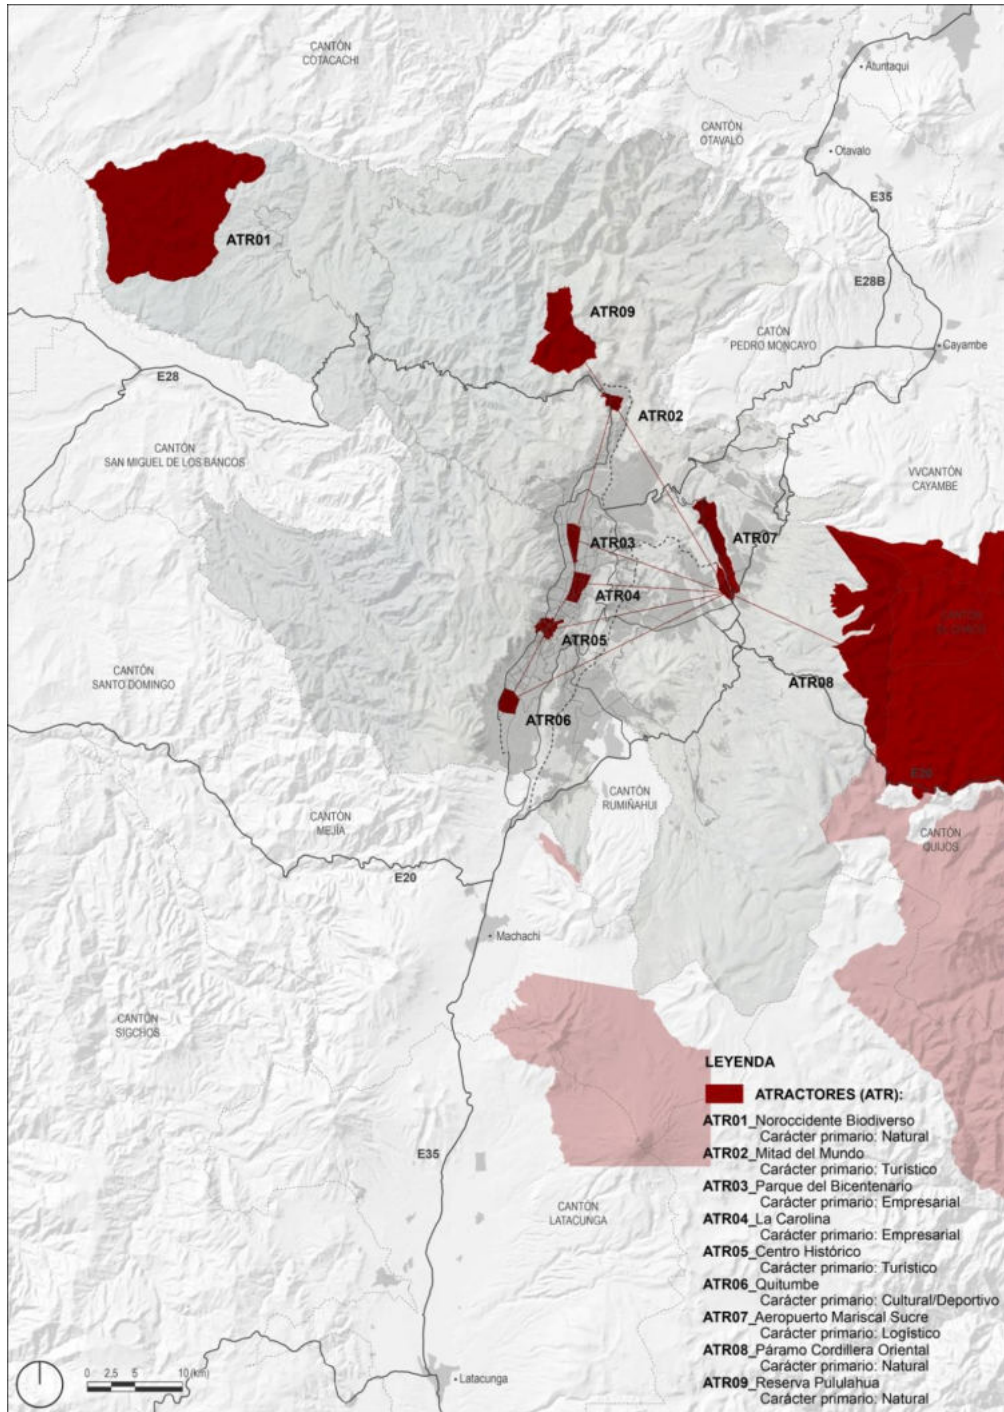 CANTÓN
COTACACHI
Atuntaqui
CANTÓN
OTAVALO
Otavalo
E35
ATR01
E28B
ATR09
CATÓN
PEDRO MONCAYO
Cayambe
E28
ATR02
CANTÓN
SAN MIGUEL DE LOS BANCOS
VVCANTÓN
CAYAMBE
ATR03
ATR07
ATR04
CANTÓN
ATR05
CANTÓN
SANTO DOMINGO
ATR08
ATR06
E20
CANTÓN
RUMIÑAHUI
CANTÓN
MEJÍA
CANTÓN
QUIJOS
E20
Machachi
CANTÓN
SIGCHOS
E35
CANTÓN
LATACUNGA
Latacunga
0 2,5 5 10 (km)
LEYENDA
ATRACTORES (ATR):
ATR01_Noroccidente Biodiverso
Carácter primario: Natural
ATR02_Mitad del Mundo
Carácter primario: Turístico
ATR03_Parque del Bicentenario
Carácter primario: Empresarial
ATR04_La Carolina
Carácter primario: Empresarial
ATR05_Centro Histórico
Carácter primario: Turístico
ATR06_Quitumbe
Carácter primario: Cultural/Deportivo
ATR07_Aeropuerto Mariscal Sucre
Carácter primario: Logístico
ATR08_Páramo Cordillera Oriental
Carácter primario: Natural
ATR09_Reserva Pululahua
Carácter primario: Natural